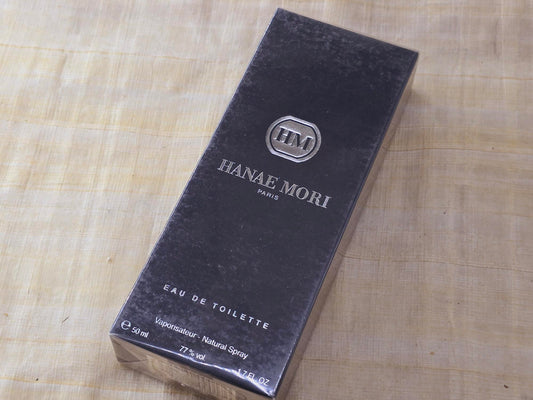 HM
HANAE MORI
PARIS
EAU DE TOILETTE
Vaporisateur - Natural Spray
℮ 50 ml
77% vol
1.7 FL. OZ